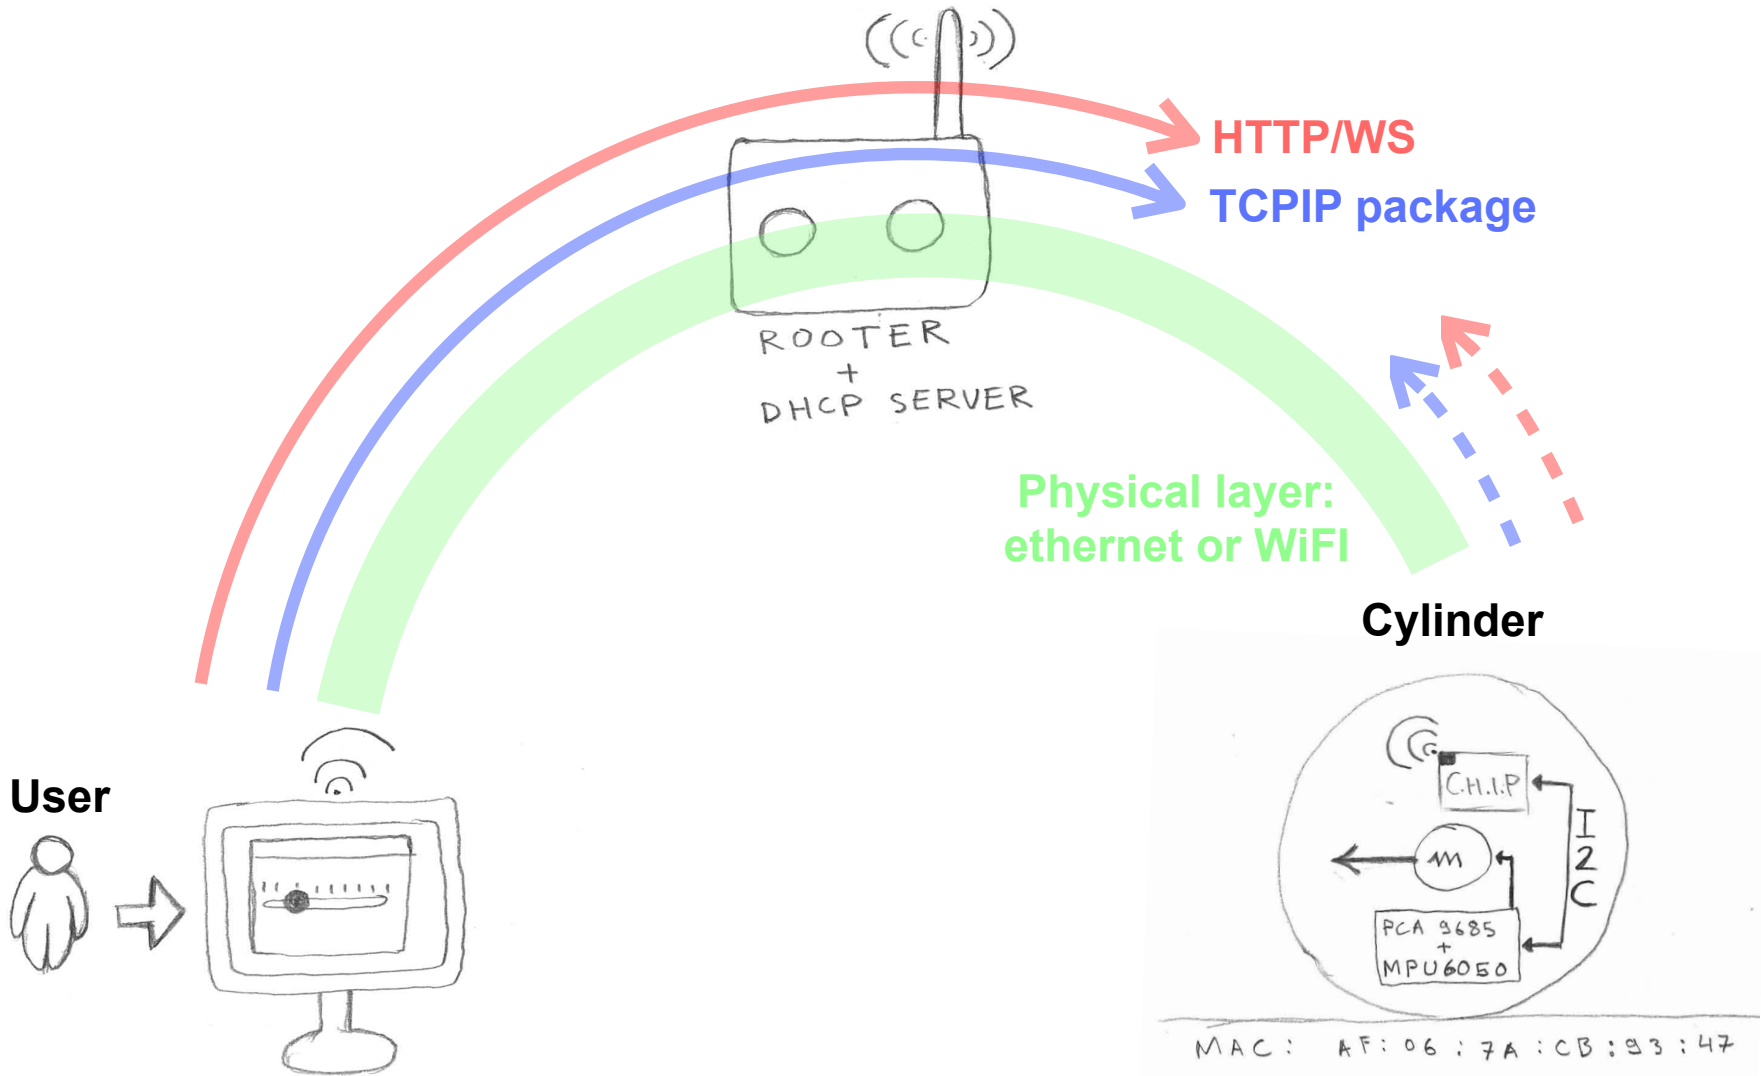 HTTP/WS
TCPIP package
ROOTER
+
DHCP SERVER
Physical layer:
ethernet or WiFI
Cylinder
User
C.H.I.P
I2C
PCA 9685
+
MPU6050
MAC: AF:06:7A:CB:93:47